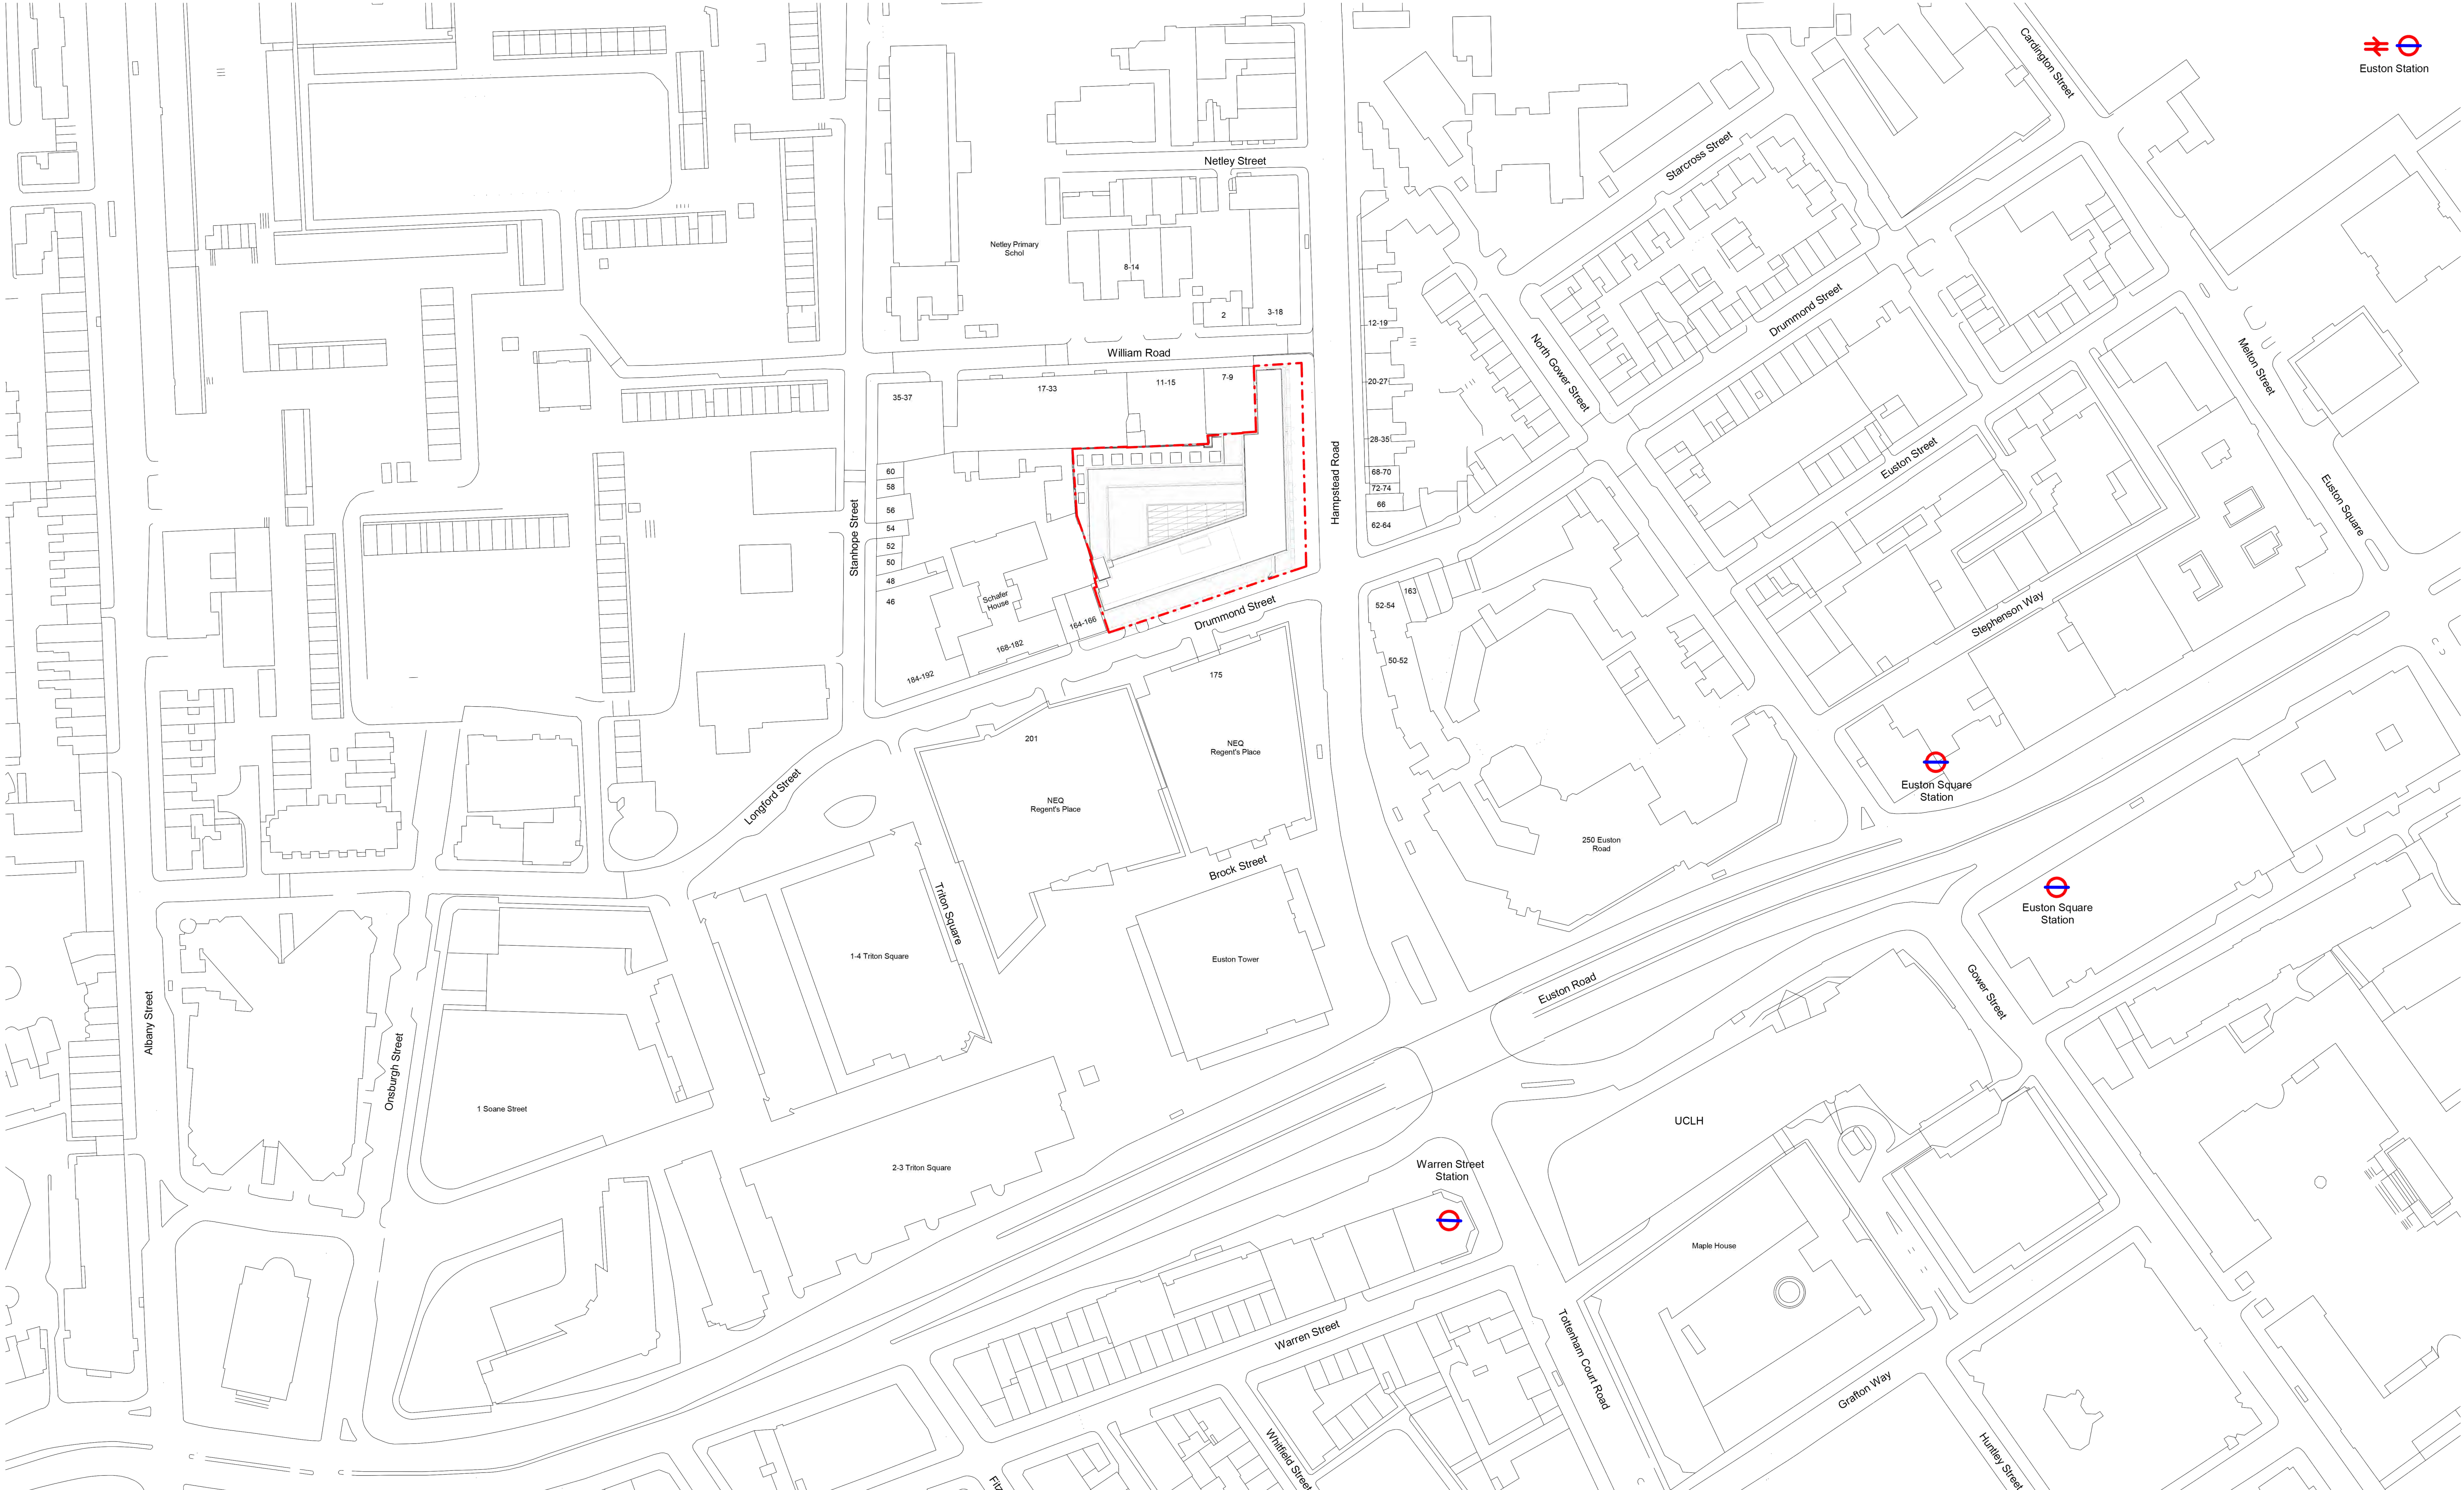 Cardington Street
Euston Station
Starcross Street
Netley Street
Netley Primary
Schol
8-14
2
3-18
12-19
Drummond Street
North Gower Street
Melton Street
William Road
20-27
35-37
17-33
11-15
7-9
28-35
Hampstead Road
Euston Street
68-70
72-74
66
62-64
60
58
56
54
52
50
48
46
Stanhope Street
Euston Square
Schafer
House
164-166
168-182
184-192
Drummond Street
52-54
163
50-52
Stephenson Way
175
201
NEQ
Regent's Place
NEQ
Regent's Place
Longford Street
Euston Square
Station
250 Euston
Road
Brock Street
Triton Square
Euston Square
Station
1-4 Triton Square
Euston Tower
Euston Road
Gower Street
Albany Street
Onsburgh Street
1 Soane Street
UCLH
2-3 Triton Square
Warren Street
Station
Maple House
Warren Street
Tottenham Court Road
Grafton Way
Whitfield Street
Huntley Street
Fitz